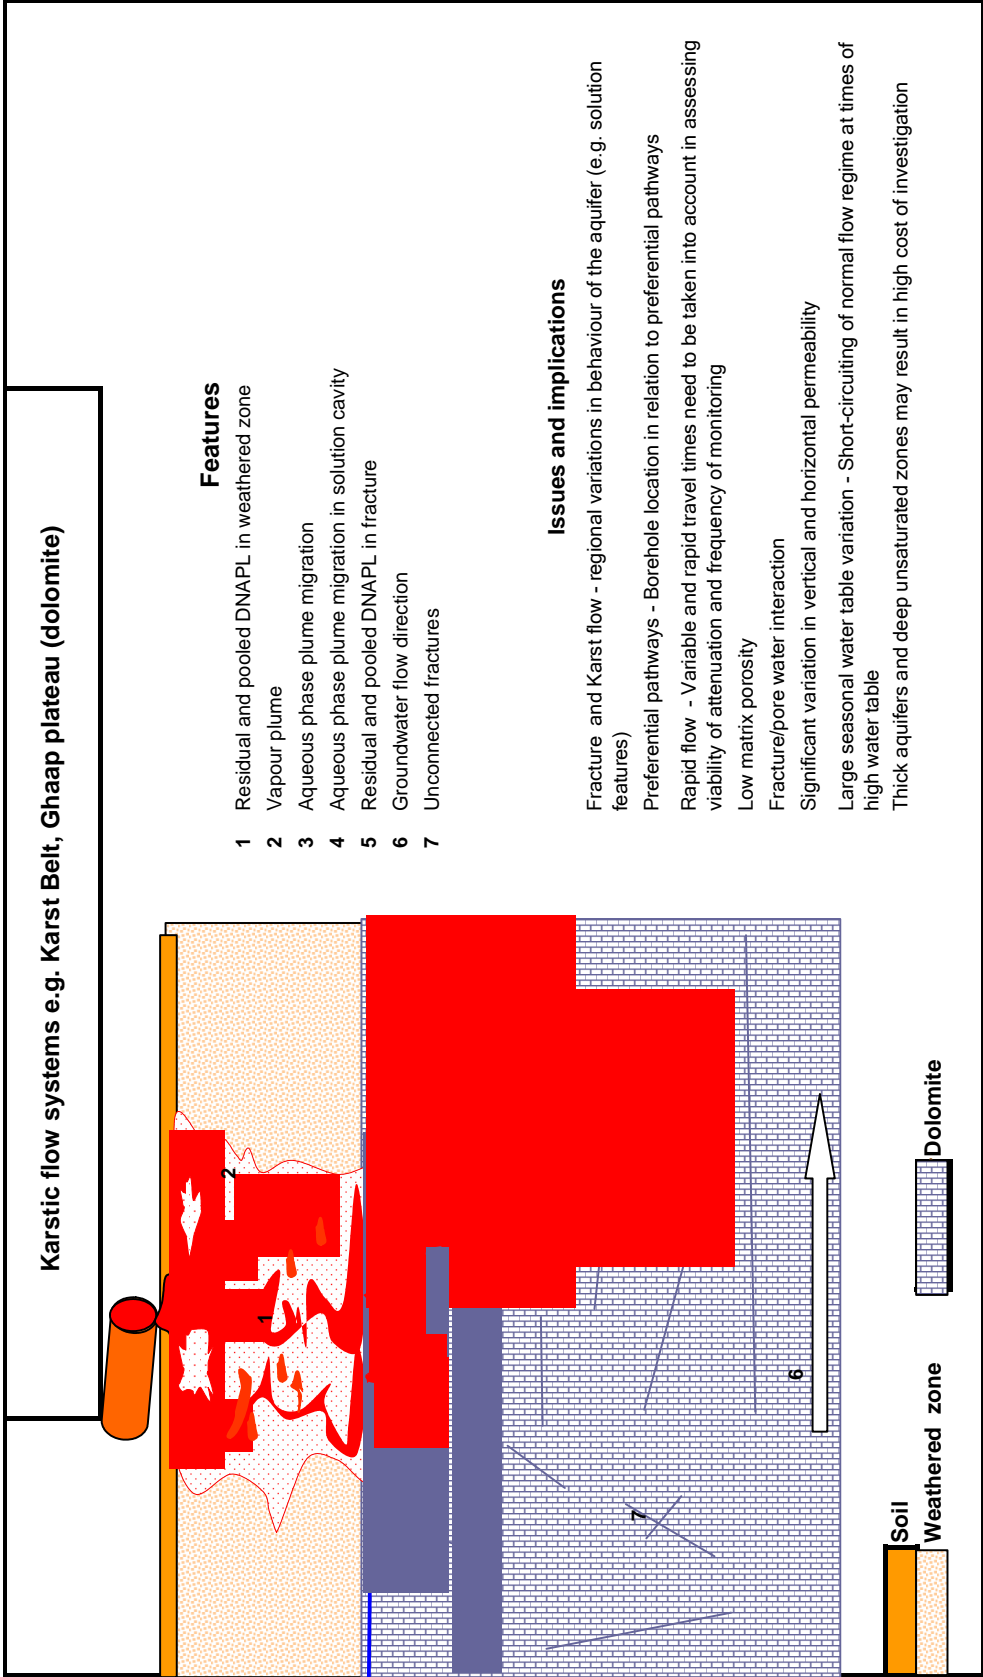 Karstic flow systems e.g. Karst Belt, Ghaap plateau (dolomite)
Features
1 Residual and pooled DNAPL in weathered zone
2 Vapour plume
3 Aqueous phase plume migration
4 Aqueous phase plume migration in solution cavity
5 Residual and pooled DNAPL in fracture
6 Groundwater flow direction
7 Unconnected fractures
Issues and implications
Fracture and Karst flow - regional variations in behaviour of the aquifer (e.g. solution
features)
Preferential pathways - Borehole location in relation to preferential pathways
Rapid flow - Variable and rapid travel times need to be taken into account in assessing
viability of attenuation and frequency of monitoring
Low matrix porosity
Fracture/pore water interaction
Significant variation in vertical and horizontal permeability
Large seasonal water table variation - Short-circuiting of normal flow regime at times of
high water table
Thick aquifers and deep unsaturated zones may result in high cost of investigation
2
1
6
7
Soil
Weathered zone
Dolomite